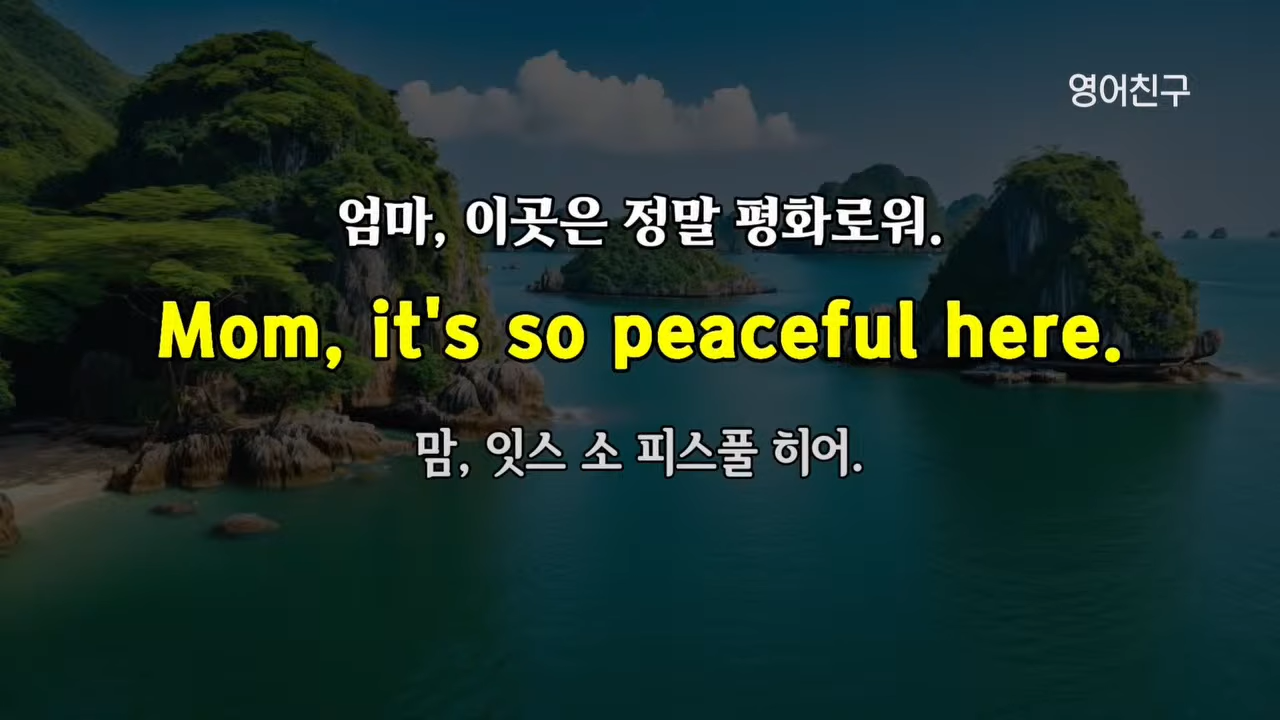 영어친구
엄마, 이곳은 정말 평화로워.
Mom, it's so peaceful here.
맘, 잇스 소 피스풀 히어.